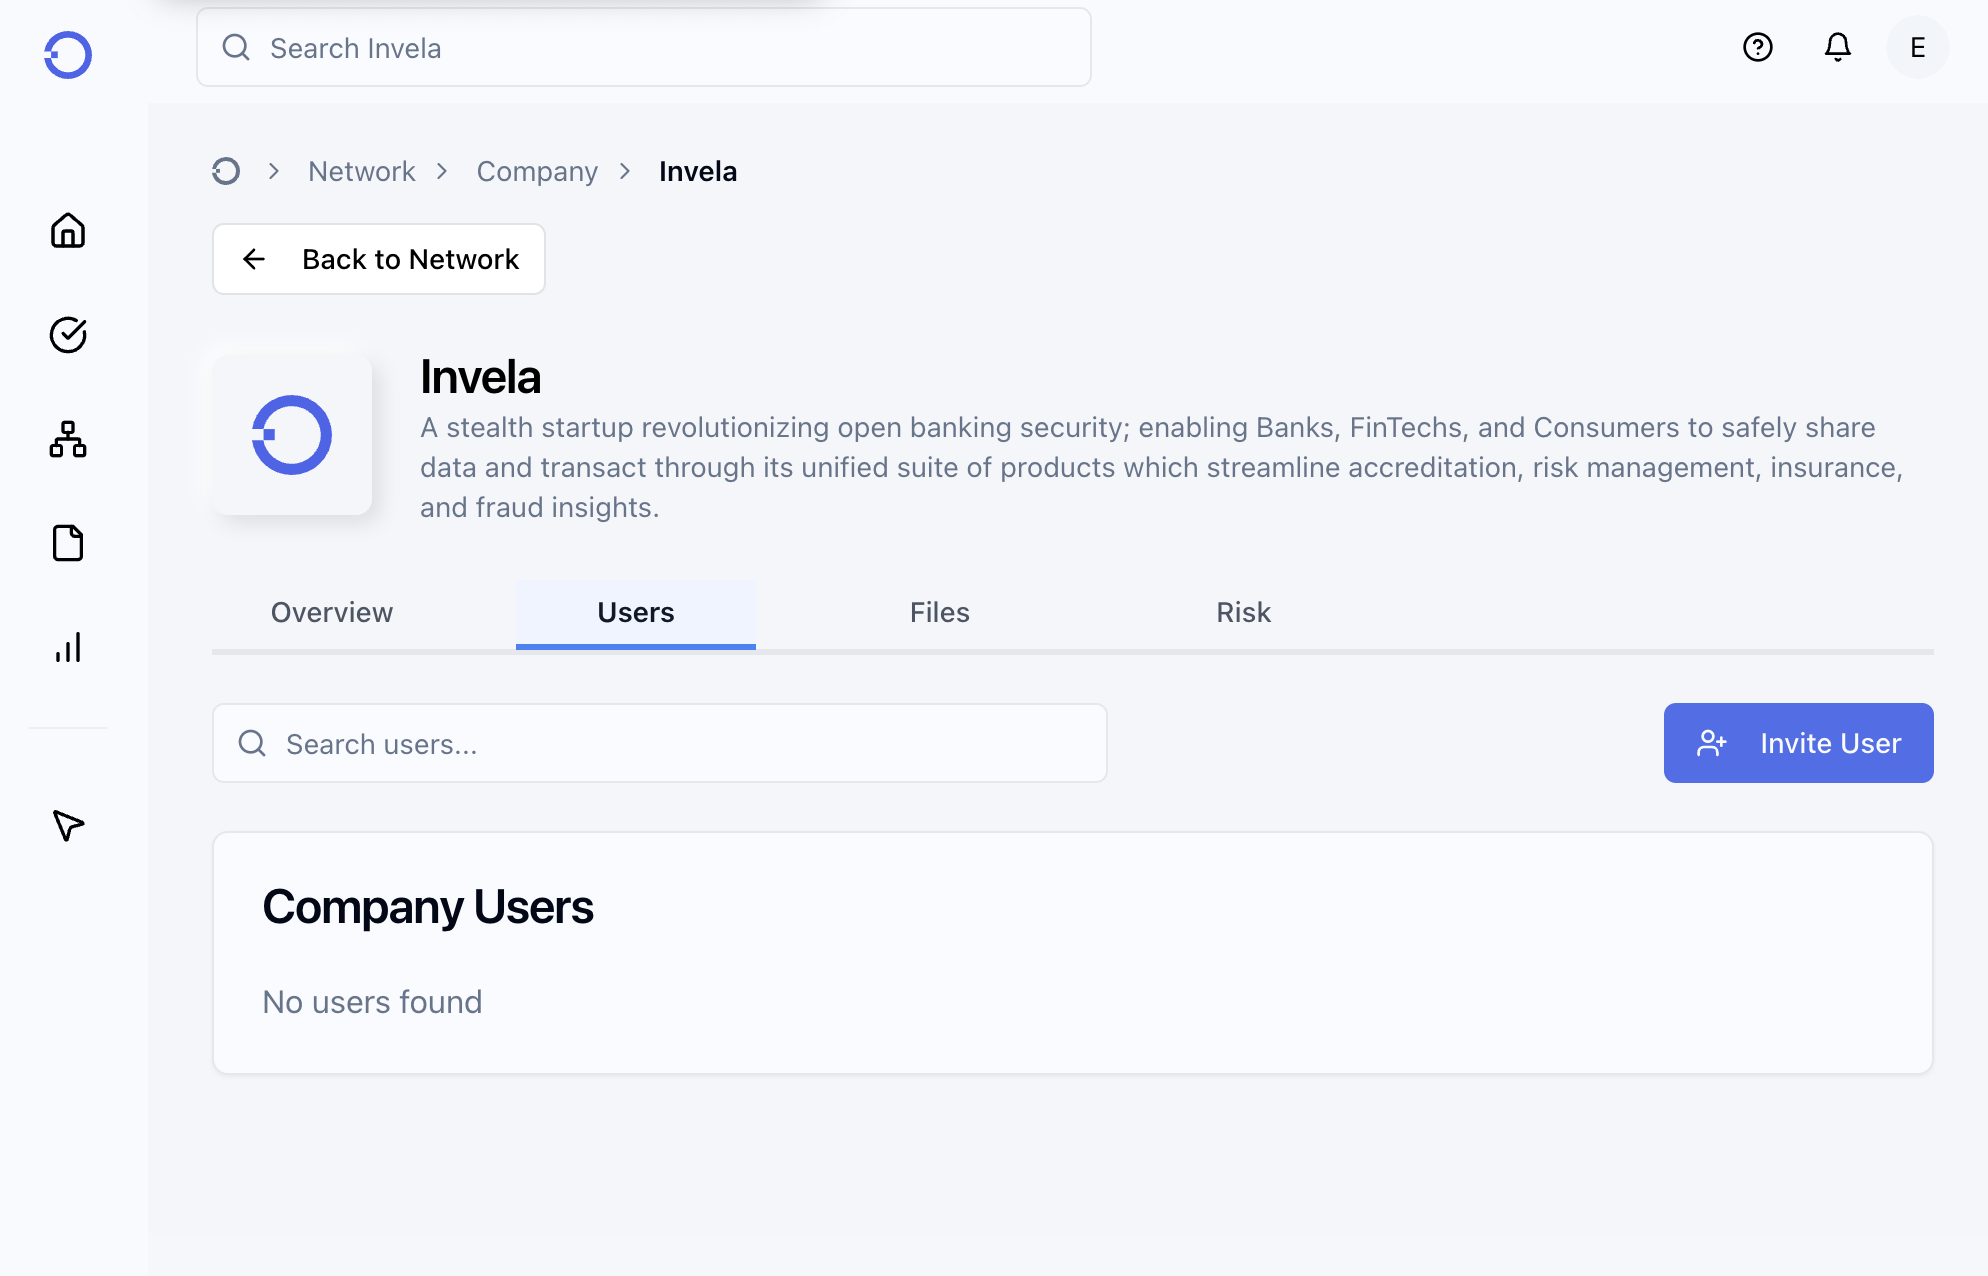 Search Invela
E
Network
Company
Invela
Back to Network
Invela
A stealth startup revolutionizing open banking security; enabling Banks, FinTechs, and Consumers to safely share
data and transact through its unified suite of products which streamline accreditation, risk management, insurance,
and fraud insights.
Overview
Users
Files
Risk
Search users...
Invite User
Company Users
No users found